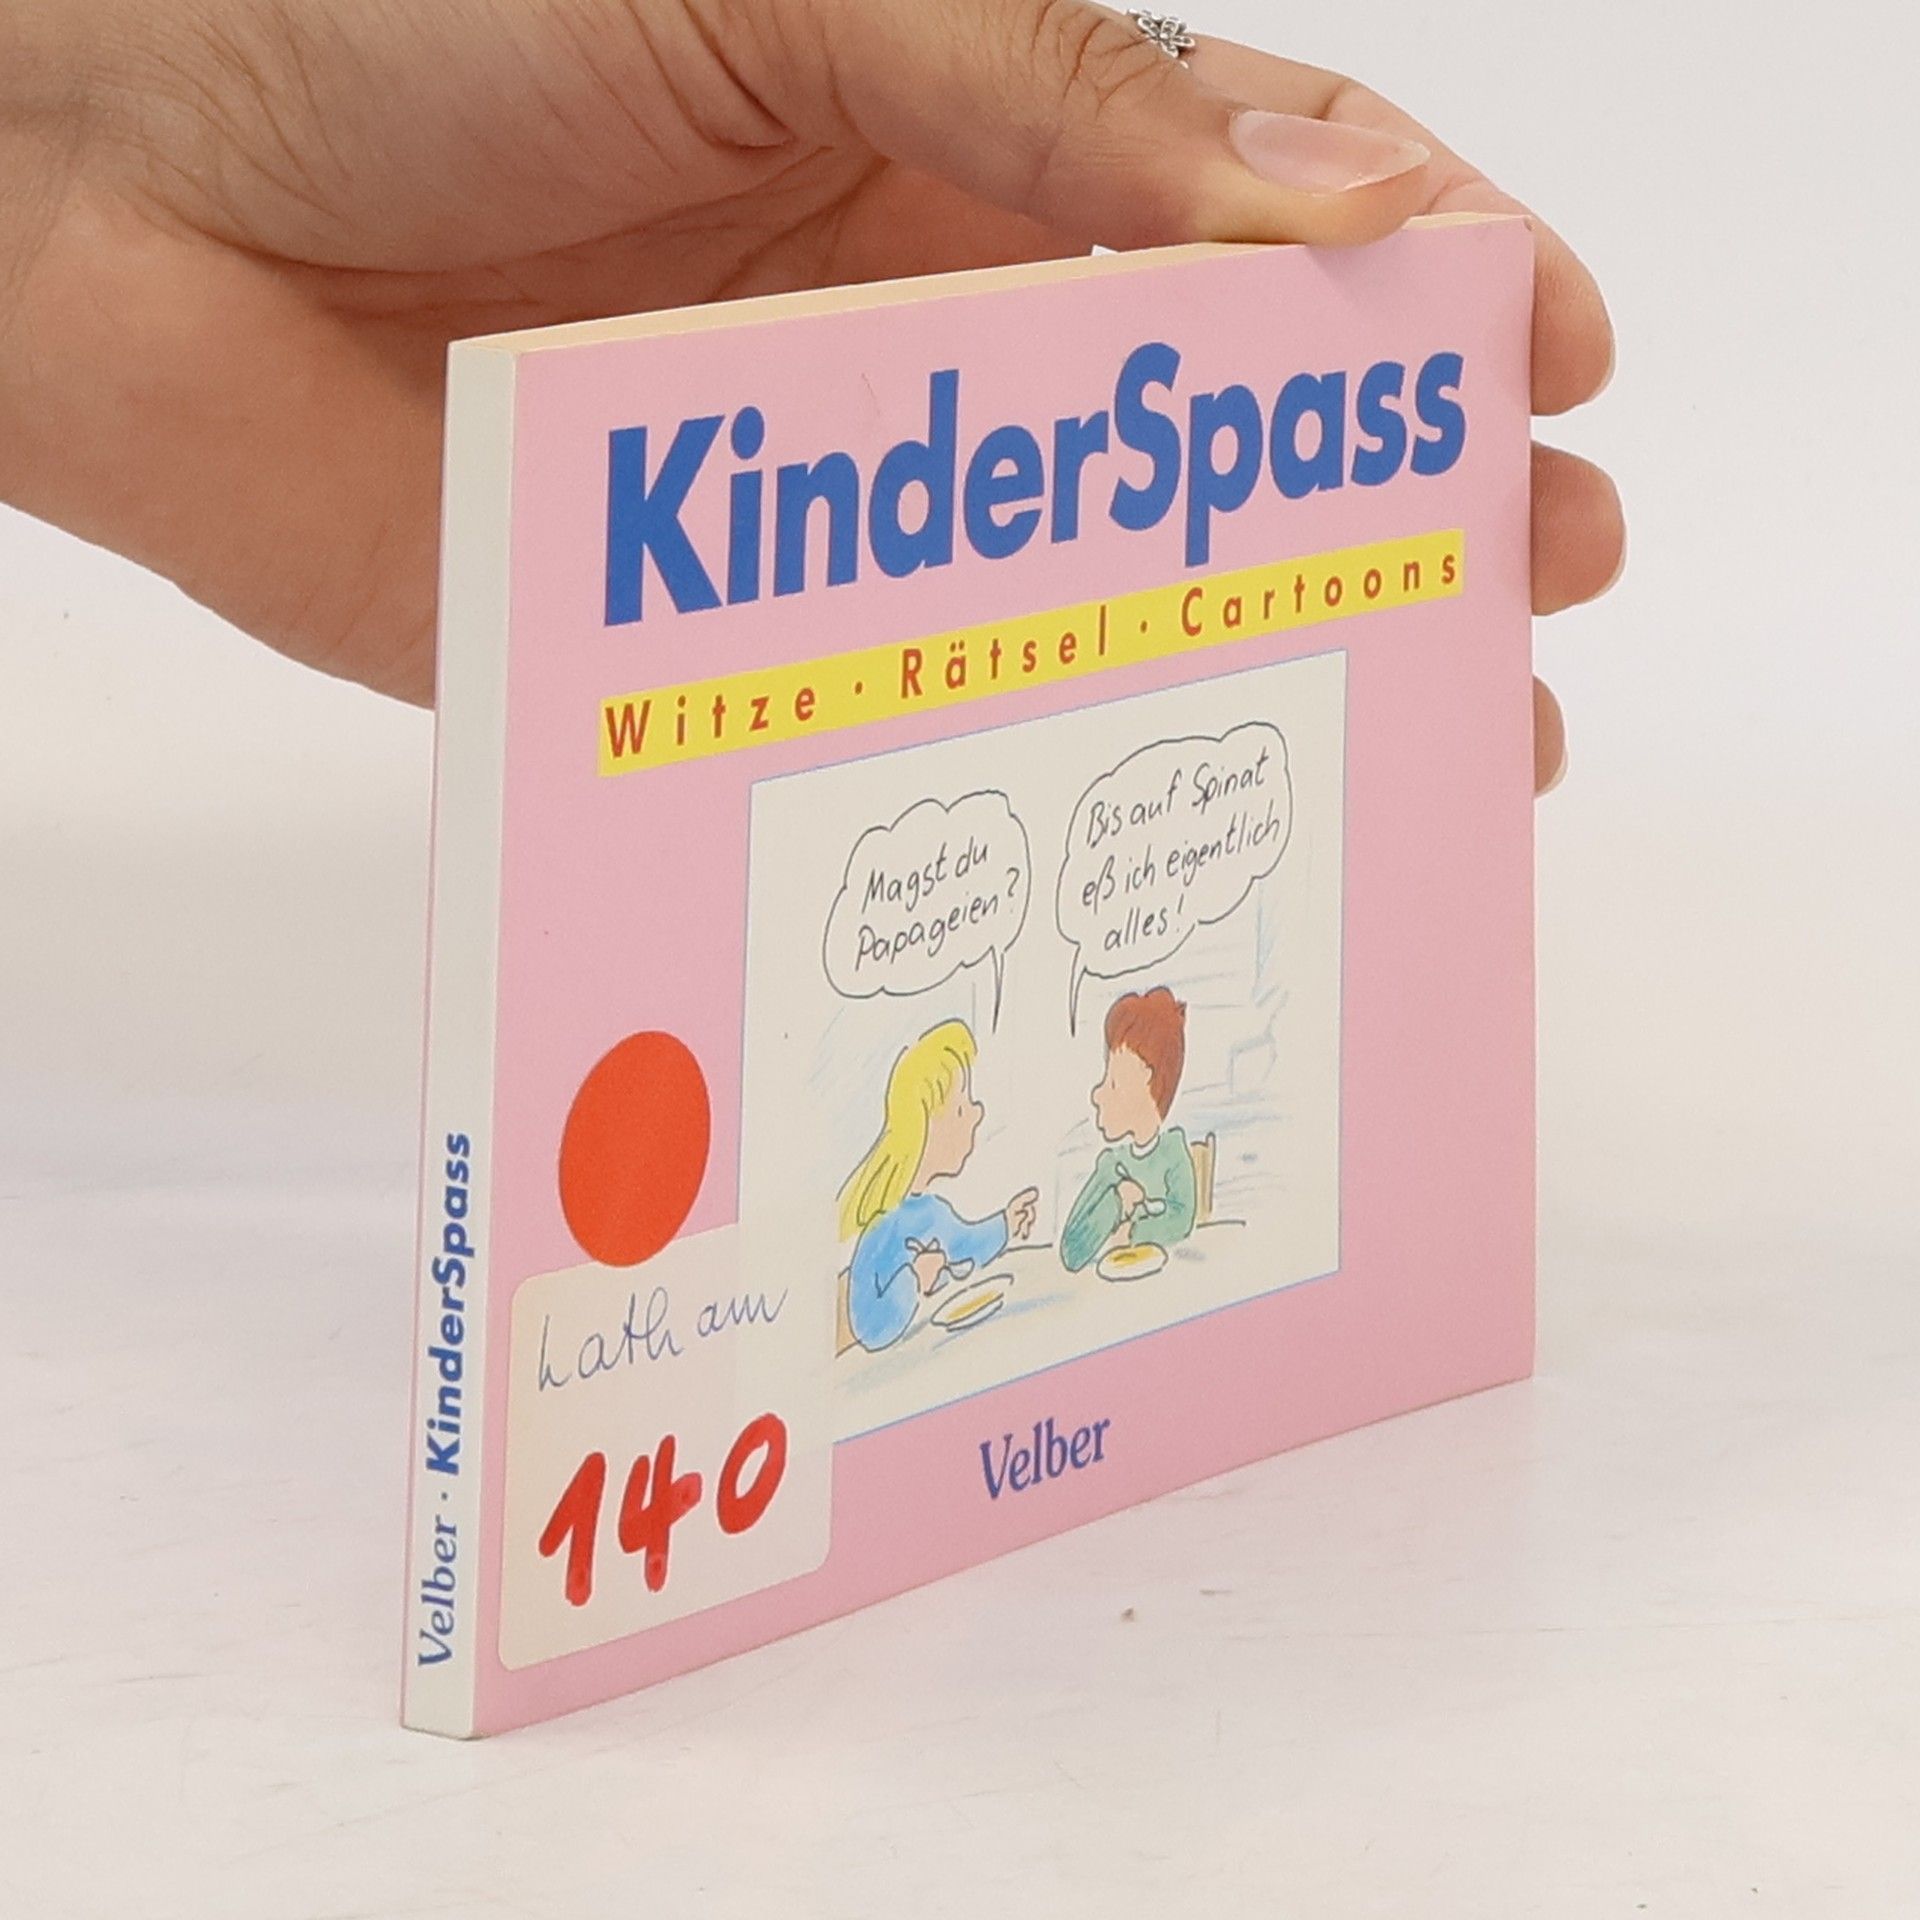 KinderSpass
Witze · Rätsel · Cartoons
Magst du
Papageien?
Bis auf Spinat
eß ich eigentlich
alles!
140
Velber
Velber · KinderSpass